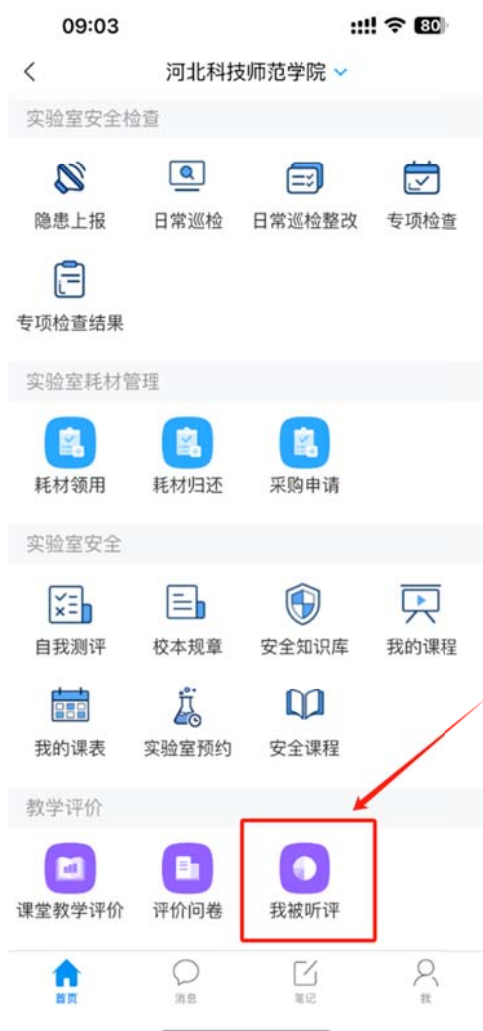 09:03
80
河北科技师范学院
实验室安全检查
隐患上报 日常巡检 日常巡检整改 专项检查
专项检查结果
实验室耗材管理
耗材领用 耗材归还 采购申请
实验室安全
自我测评 校本规章 安全知识库 我的课程
我的课表 实验室预约 安全课程
教学评价
课堂教学评价 评价问卷 我被听评
首页 消息 笔记 我